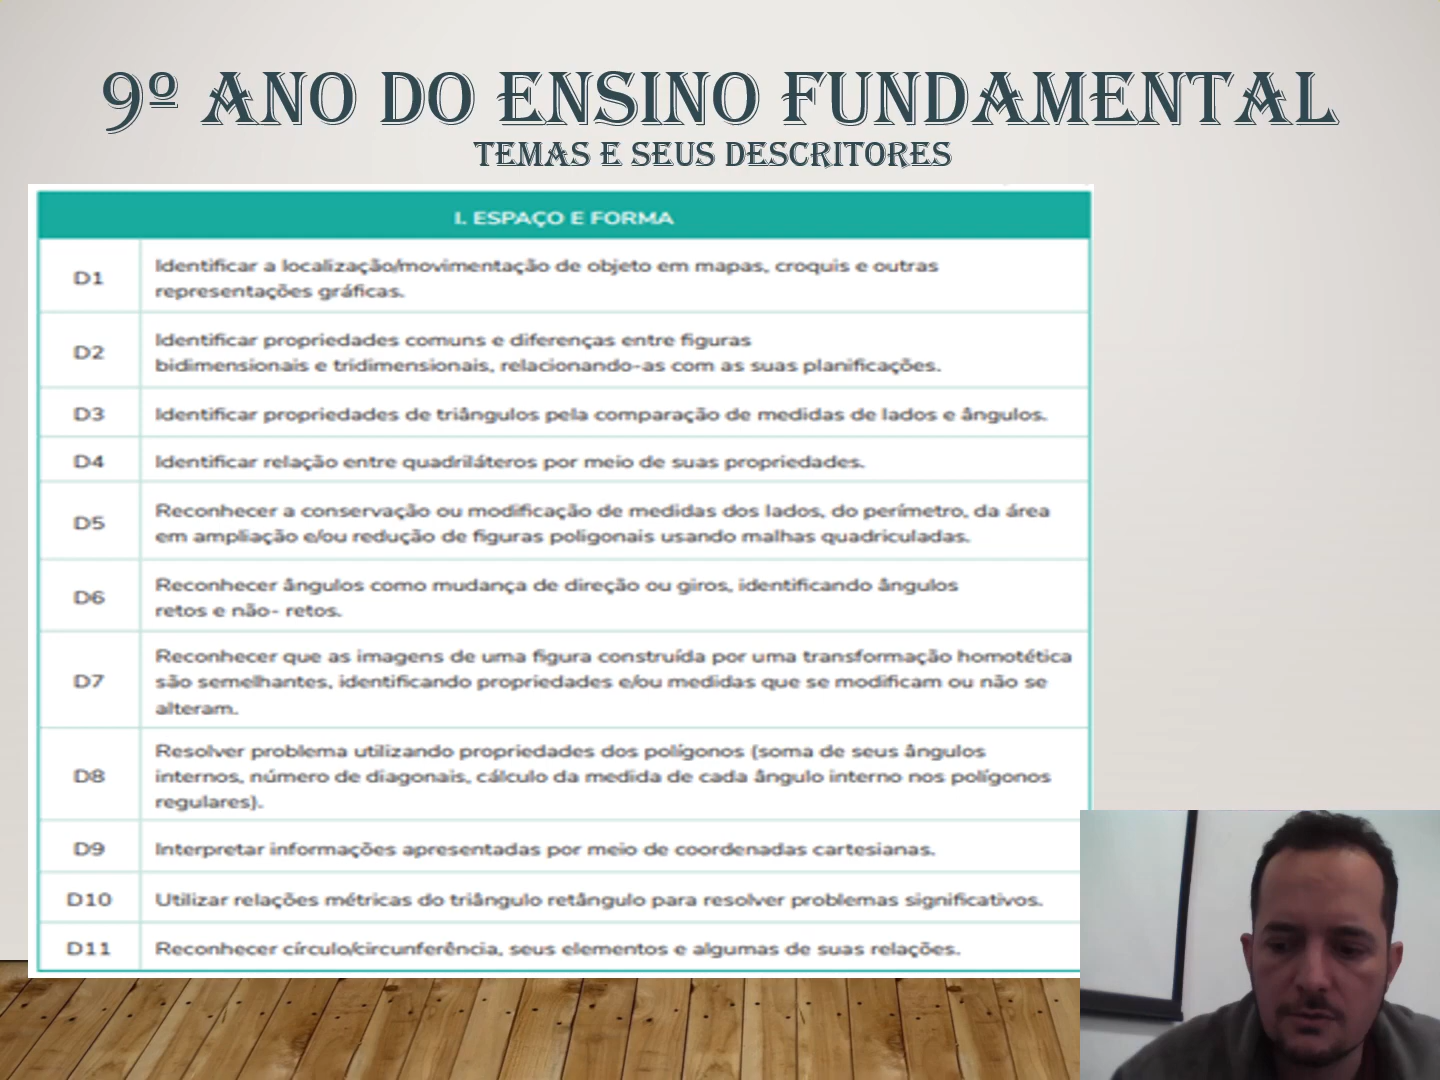 9º ANO DO ENSINO FUNDAMENTAL
TEMAS E SEUS DESCRITORES
I. ESPAÇO E FORMA
D1
Identificar a localização/movimentação de objeto em mapas, croquis e outras
representações gráficas.
D2
Identificar propriedades comuns e diferenças entre figuras
bidimensionais e tridimensionais, relacionando-as com as suas planificações.
D3
Identificar propriedades de triângulos pela comparação de medidas de lados e ângulos.
D4
Identificar relação entre quadriláteros por meio de suas propriedades.
D5
Reconhecer a conservação ou modificação de medidas dos lados, do perímetro, da área
em ampliação e/ou redução de figuras poligonais usando malhas quadriculadas.
D6
Reconhecer ângulos como mudança de direção ou giros, identificando ângulos
retos e não- retos.
D7
Reconhecer que as imagens de uma figura construída por uma transformação homotética
são semelhantes, identificando propriedades e/ou medidas que se modificam ou não se
alteram.
D8
Resolver problema utilizando propriedades dos polígonos (soma de seus ângulos
internos, número de diagonais, cálculo da medida de cada ângulo interno nos polígonos
regulares).
D9
Interpretar informações apresentadas por meio de coordenadas cartesianas.
D10
Utilizar relações métricas do triângulo retângulo para resolver problemas significativos.
D11
Reconhecer círculo/circunferência, seus elementos e algumas de suas relações.